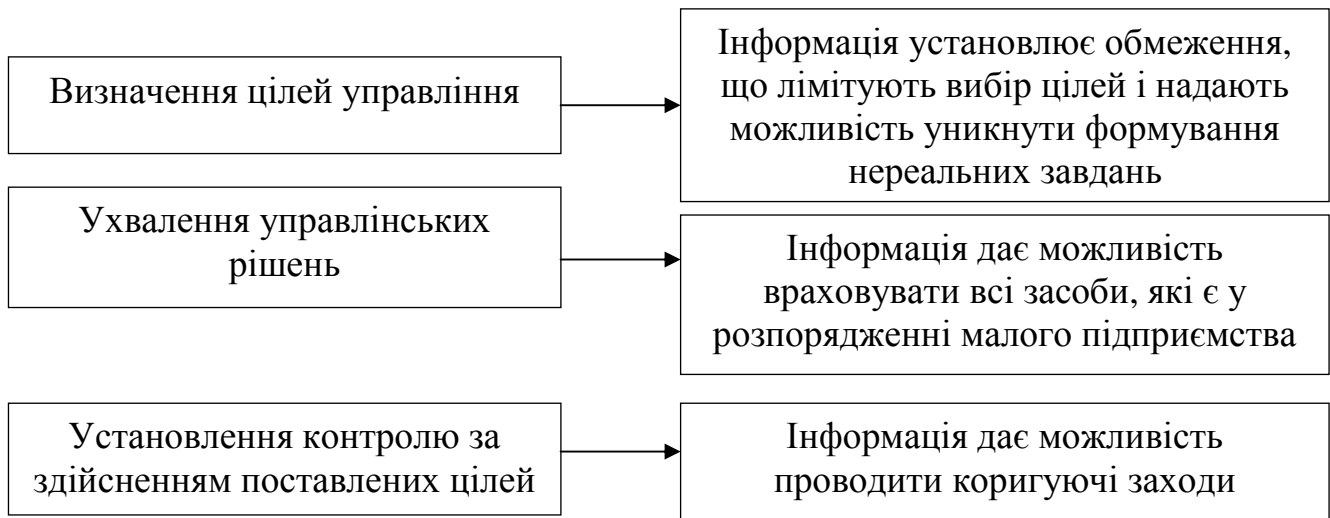 Визначення цілей управління
Інформація установлює обмеження,
що лімітують вибір цілей і надають
можливість уникнути формування
нереальних завдань
Ухвалення управлінських
рішень
Інформація дає можливість
враховувати всі засоби, які є у
розпорядженні малого підприємства
Установлення контролю за
здійсненням поставлених цілей
Інформація дає можливість
проводити коригуючі заходи